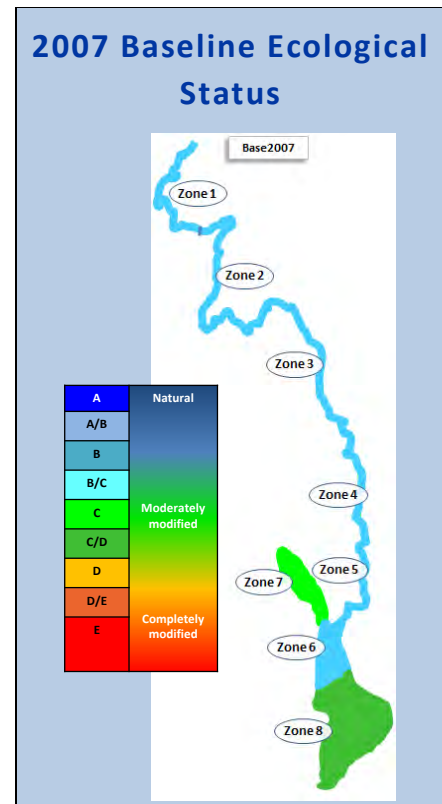 2007 Baseline Ecological
Status
Base2007
Zone 1
Zone 2
Zone 3
A
Natural
A/B
B
B/C
C
Moderately
modified
C/D
D
D/E
E
Completely
modified
Zone 4
Zone 5
Zone 7
Zone 6
Zone 8